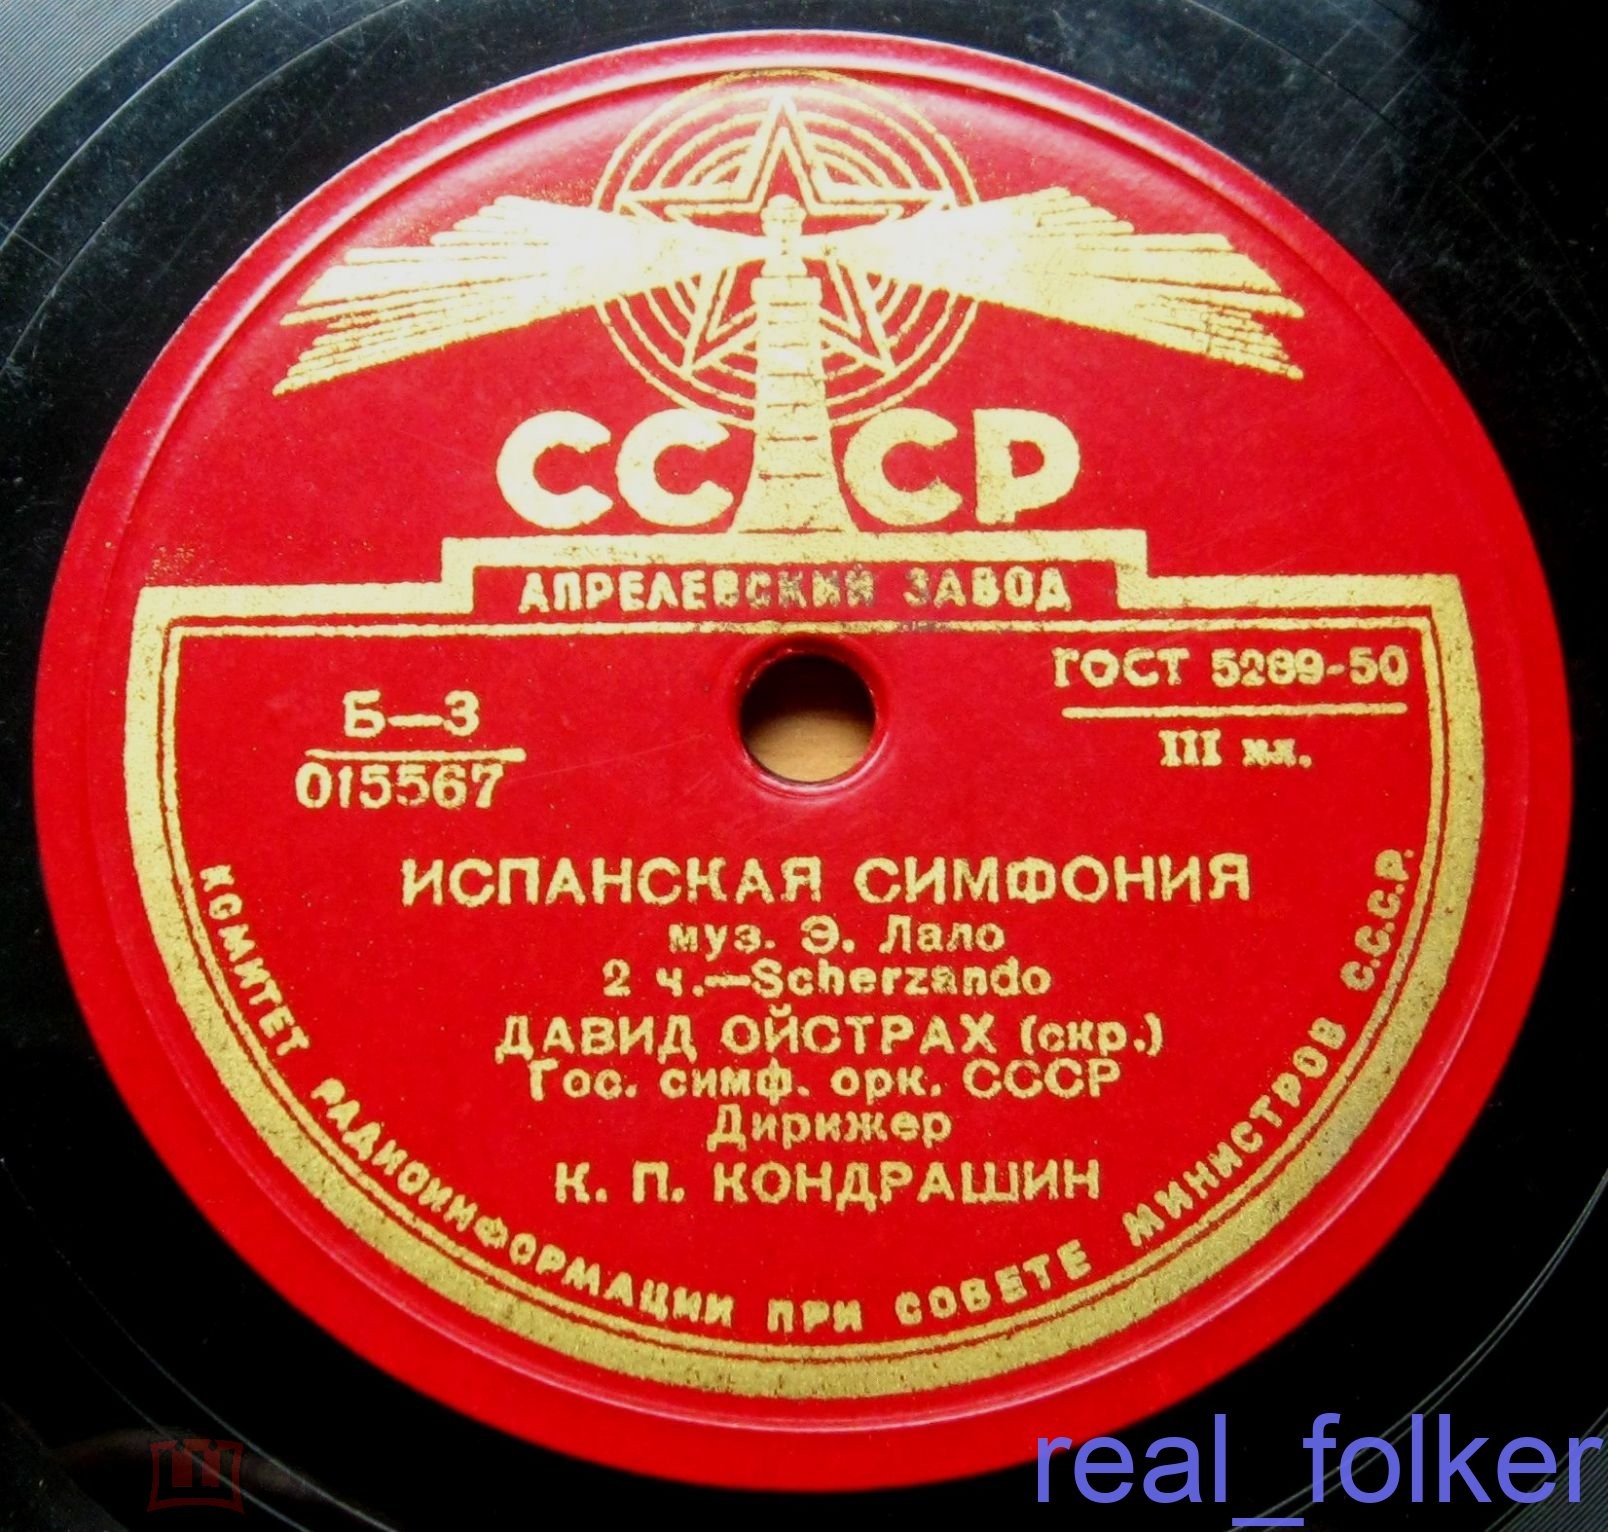 СССР
АПРЕЛЕВСКИЙ ЗАВОД
ГОСТ 5289-50
III кл.
Б—3
015567
ИСПАНСКАЯ СИМФОНИЯ
муз. Э. Лало
2 ч.—Scherzando
ДАВИД ОЙСТРАХ (скр.)
Гос. симф. орк. СССР
Дирижер
К. П. КОНДРАШИН
КОМИТЕТ РАДИОИНФОРМАЦИИ ПРИ СОВЕТЕ МИНИСТРОВ С.С.С.Р.
real_folker